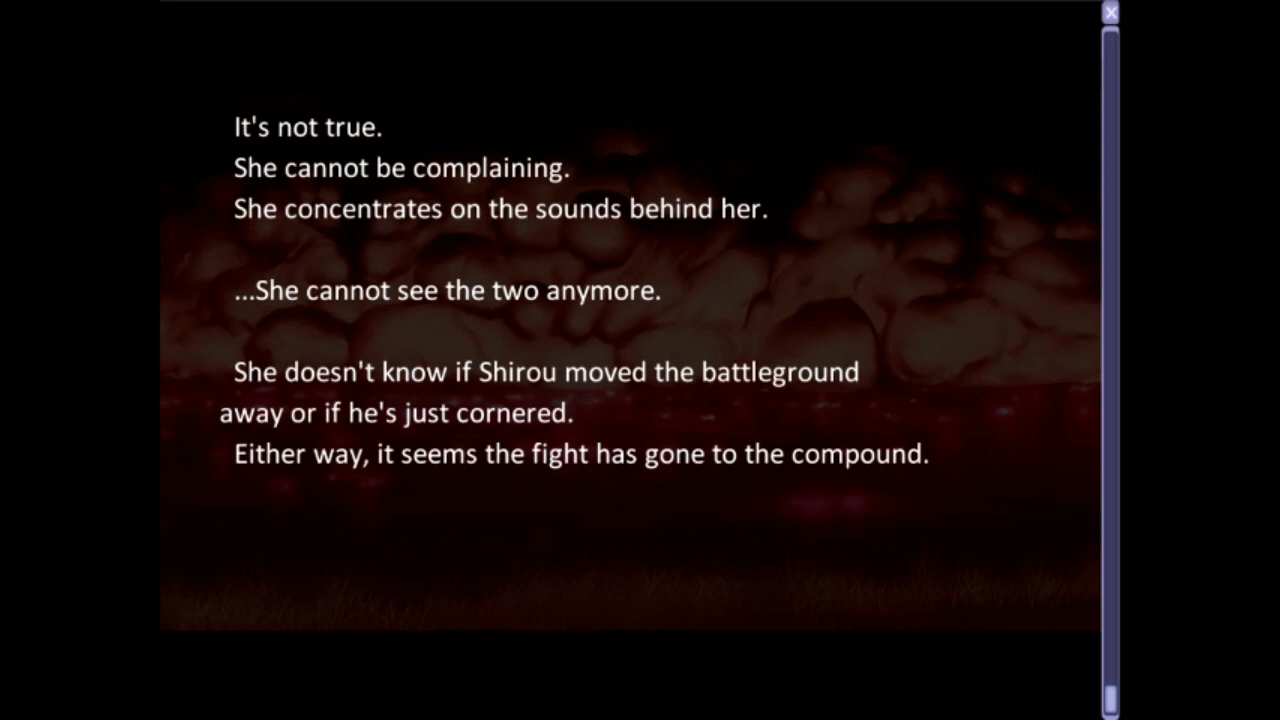 It's not true.
She cannot be complaining.
She concentrates on the sounds behind her.
...She cannot see the two anymore.
She doesn't know if Shirou moved the battleground
away or if he's just cornered.
Either way, it seems the fight has gone to the compound.